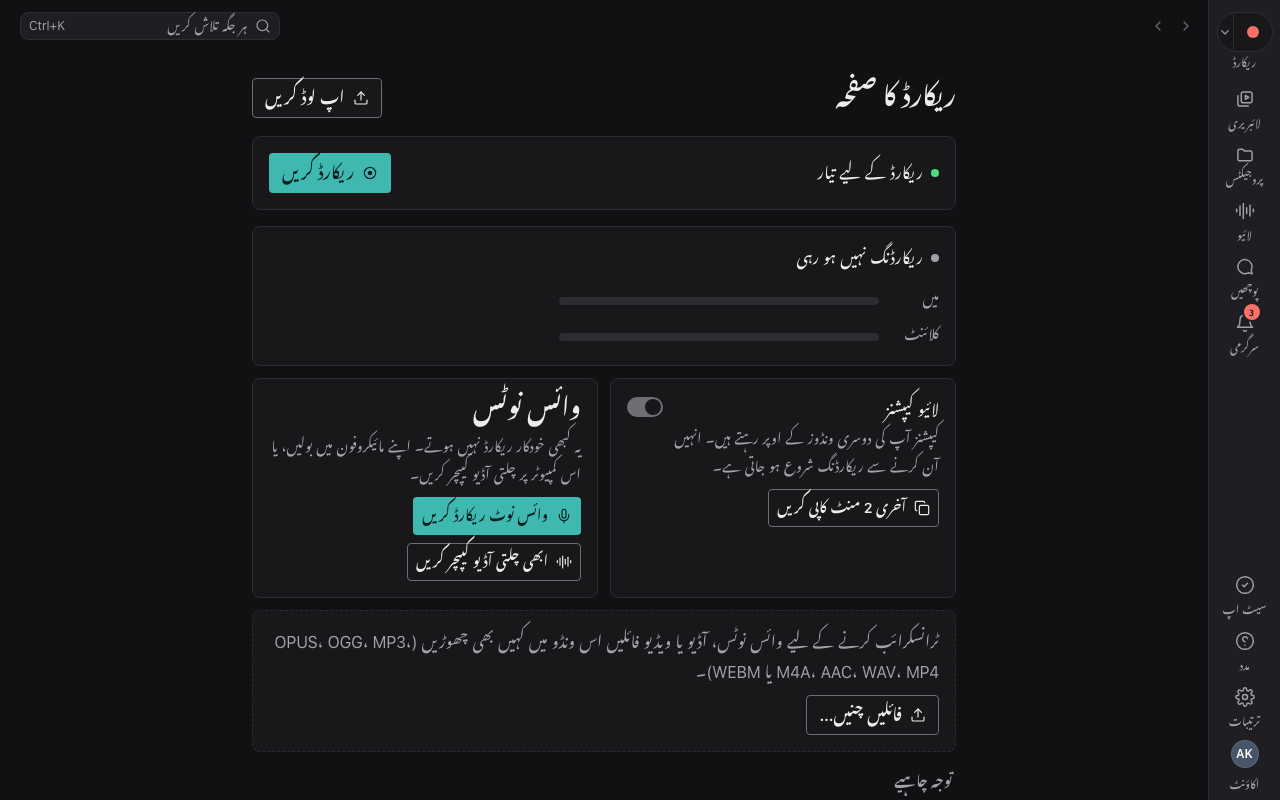 ہر جگہ تلاش کریں
Ctrl+K
ریکارڈ
لائبریری
پروجیکٹس
لائیو
پوچھیں
3
سرگرمی
سیٹ اپ
مدد
ترتیبات
AK
اکاؤنٹ
ریکارڈ کا صفحہ
اپ لوڈ کریں
ریکارڈ کے لیے تیار
ریکارڈ کریں
ریکارڈنگ نہیں ہو رہی
میں
کلائنٹ
لائیو کیپشنز
کیپشنز آپ کی دوسری ونڈوز کے اوپر رہتے ہیں۔ انہیں
آن کرنے سے ریکارڈنگ شروع ہو جاتی ہے۔
آخری 2 منٹ کاپی کریں
وائس نوٹس
یہ کبھی خودکار ریکارڈ نہیں ہوتے۔ اپنے مائیکروفون میں بولیں، یا
اس کمپیوٹر پر چلتی آڈیو کیپچر کریں۔
وائس نوٹ ریکارڈ کریں
ابھی چلتی آڈیو کیپچر کریں
ٹرانسکرائب کرنے کے لیے وائس نوٹس، آڈیو یا ویڈیو فائلیں اس ونڈو میں کہیں بھی چھوڑیں (OPUS، OGG، MP3،
M4A، AAC، WAV، MP4 یا WEBM)۔
فائلیں چنیں...
توجہ چاہیے